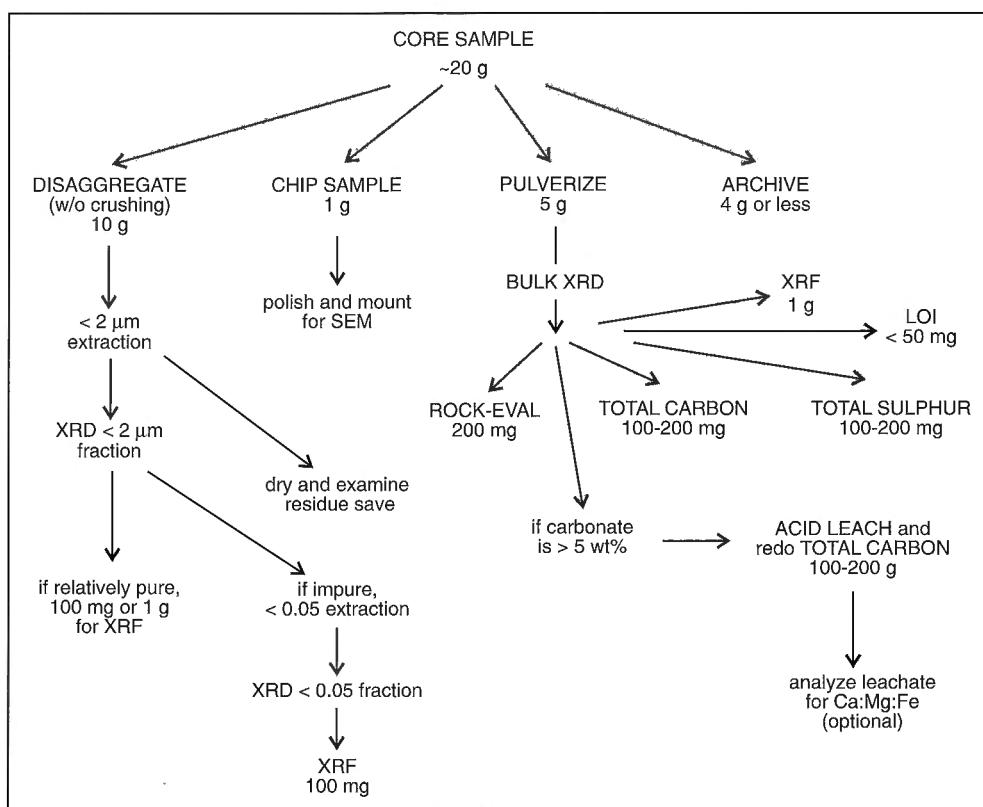 CORE SAMPLE
~20 g
DISAGGREGATE
(w/o crushing)
10 g
CHIP SAMPLE
1 g
PULVERIZE
5 g
ARCHIVE
4 g or less
polish and mount
for SEM
BULK XRD
XRF
1 g
LOI
< 50 mg
< 2 µm
extraction
ROCK-EVAL
200 mg
TOTAL CARBON
100-200 mg
TOTAL SULPHUR
100-200 mg
XRD < 2 µm
fraction
dry and examine
residue save
if carbonate
is > 5 wt%
ACID LEACH and
redo TOTAL CARBON
100-200 g
if relatively pure,
100 mg or 1 g
for XRF
if impure,
< 0.05 extraction
XRD < 0.05 fraction
analyze leachate
for Ca:Mg:Fe
(optional)
XRF
100 mg